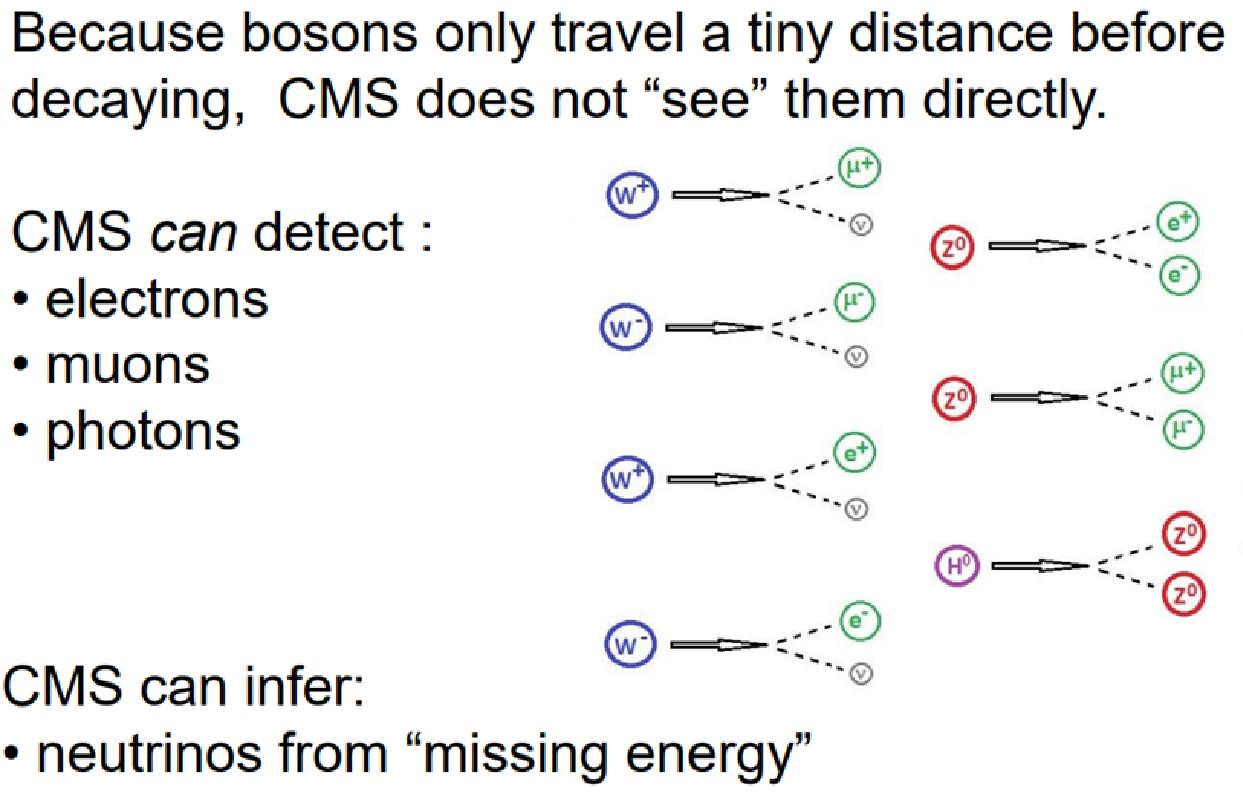 Because bosons only travel a tiny distance before
decaying,  CMS does not “see” them directly.
CMS can detect :
• electrons
• muons
• photons
W+
μ+
ν
W-
μ-
ν
W+
e+
ν
W-
e-
ν
Z0
e+
e-
Z0
μ+
μ-
H0
Z0
Z0
CMS can infer:
• neutrinos from “missing energy”